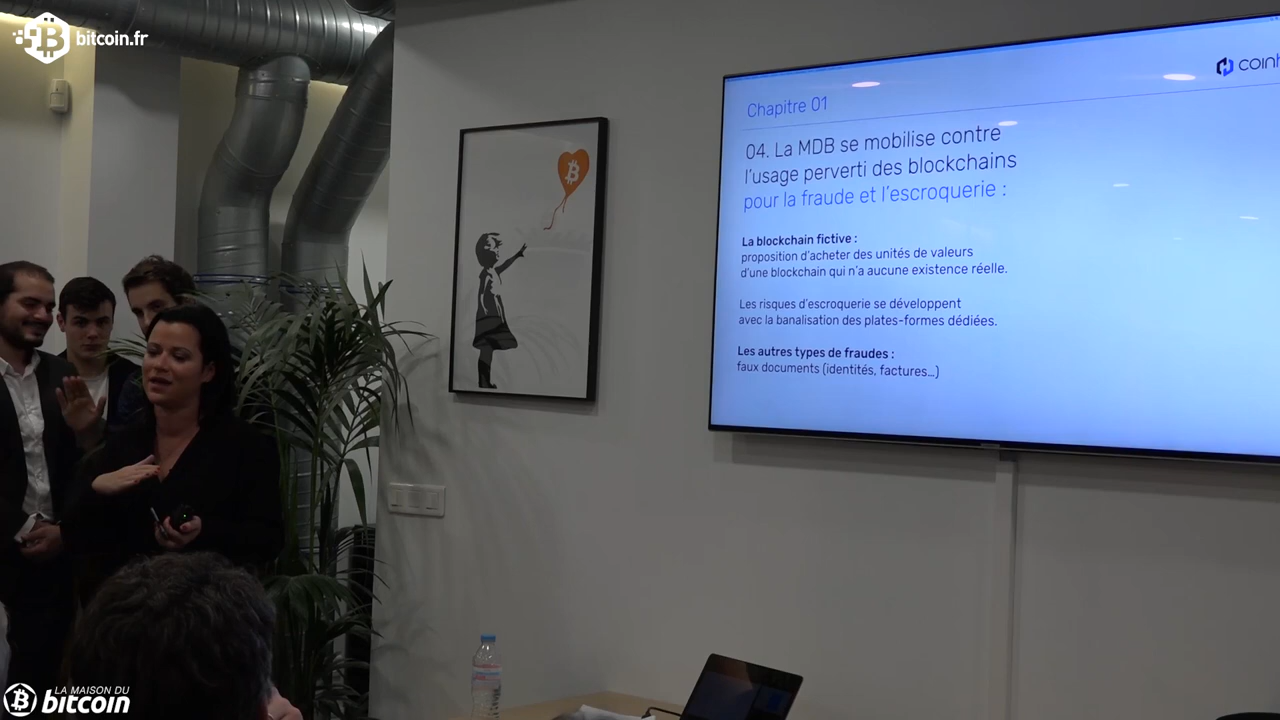 bitcoin.fr
Chapitre 01
04. La MDB se mobilise contre
l'usage perverti des blockchains
pour la fraude et l'escroquerie :
La blockchain fictive :
proposition d'acheter des unités de valeurs
d'une blockchain qui n'a aucune existence réelle.
Les risques d'escroquerie se développent
avec la banalisation des plates-formes dédiées.
Les autres types de fraudes :
faux documents (identités, factures...)
LA MAISON DU
bitcoin